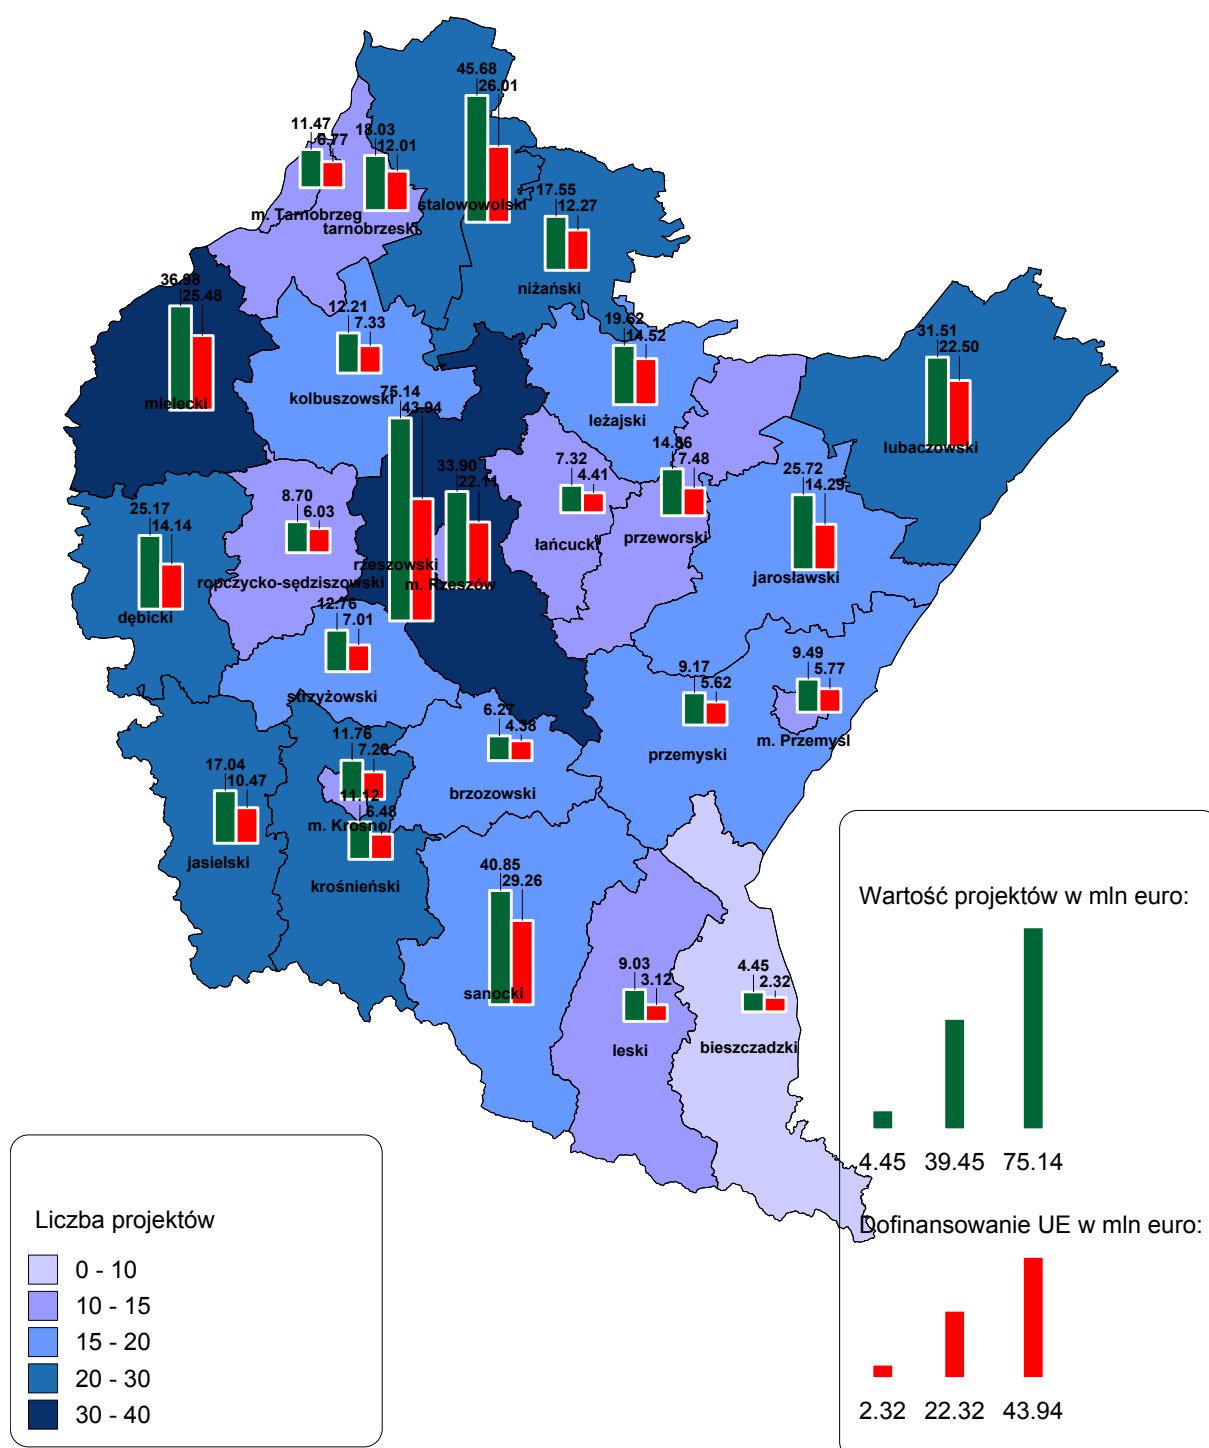 45.68
26.01
11.47
6.77
18.03
12.01
m. Tarnobrzeg
tarnobrzeski
stalowowolski
17.55
12.27
niżański
36.98
25.48
mielecki
12.21
7.33
kolbuszowski
19.62
14.52
leżajski
31.51
22.50
lubaczowski
75.14
43.94
rzeszowski
33.90
22.11
m. Rzeszów
7.32
4.41
łańcucki
14.86
7.48
przeworski
25.72
14.29
jarosławski
25.17
14.14
dębicki
8.70
6.03
ropczycko-sędziszowski
12.76
7.01
strzyżowski
9.17
5.62
przemyski
9.49
5.77
m. Przemyśl
6.27
4.38
brzozowski
11.76
7.28
m. Krosno
11.12
6.48
krośnieński
17.04
10.47
jasielski
40.85
29.26
sanocki
9.03
3.12
leski
4.45
2.32
bieszczadzki
Wartość projektów w mln euro:
4.45 39.45 75.14
Dofinansowanie UE w mln euro:
2.32 22.32 43.94
Liczba projektów
0 - 10
10 - 15
15 - 20
20 - 30
30 - 40